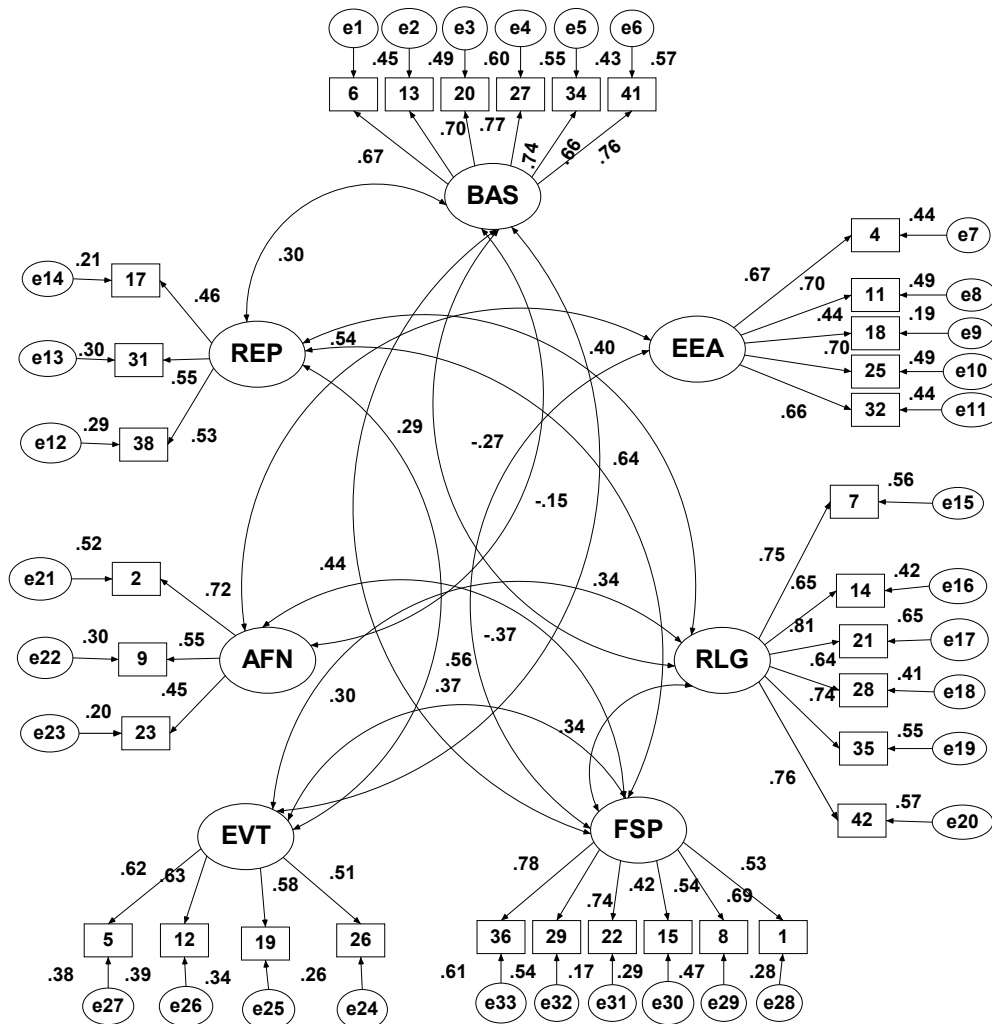 e1 e2 e3 e4 e5 e6
.45 .49 .60 .55 .43 .57
6 13 20 27 34 41
.67 .70 .77 .74 .66 .76
BAS
.30
e14 .21 17
.46
e13 .30 31
.55
REP
e12 .29 38
.53
.54
.40
.29
-.27
.64
-.15
4 .44 e7
.67
.70 11 .49 e8
.44 18 .19 e9
EEA
.70 25 .49 e10
.66 32 .44 e11
7 .56 e15
.75
.65 14 .42 e16
.81 21 .65 e17
RLG
.64 28 .41 e18
.74 35 .55 e19
.76 42 .57 e20
e21 .52 2
.72
e22 .30 9 .55
AFN
e23 .20 23 .45
.44
.34
-.37
.56
.37
.30
.34
EVT
.62 .63 .58 .51
5 12 19 26
.38 .39 .34 .26
e27 e26 e25 e24
FSP
.78 .74 .42 .54 .69 .53
36 29 22 15 8 1
.61 .54 .17 .29 .47 .28
e33 e32 e31 e30 e29 e28